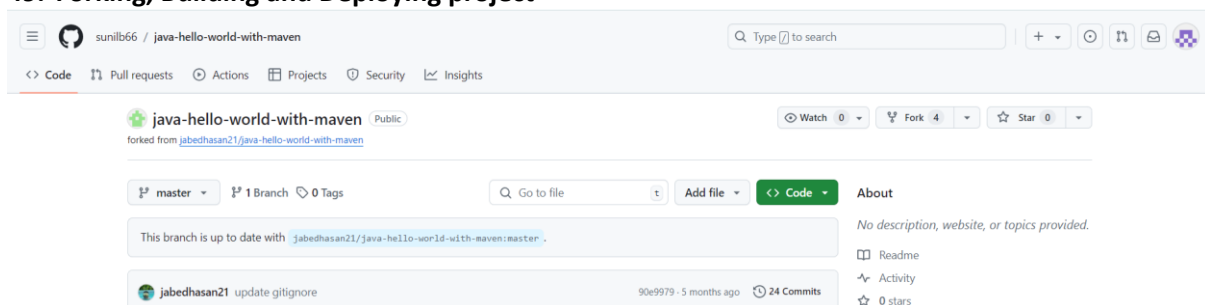 sunilb66 / java-hello-world-with-maven
Type / to search
<> Code Pull requests Actions Projects Security Insights
java-hello-world-with-maven Public
forked from jabedhasan21/java-hello-world-with-maven
Watch 0 Fork 4 Star 0
master 1 Branch 0 Tags Go to file t Add file <> Code
About
This branch is up to date with jabedhasan21/java-hello-world-with-maven:master .
No description, website, or topics provided.
Readme
Activity
jabedhasan21 update gitignore 90e9979 · 5 months ago 24 Commits
0 stars